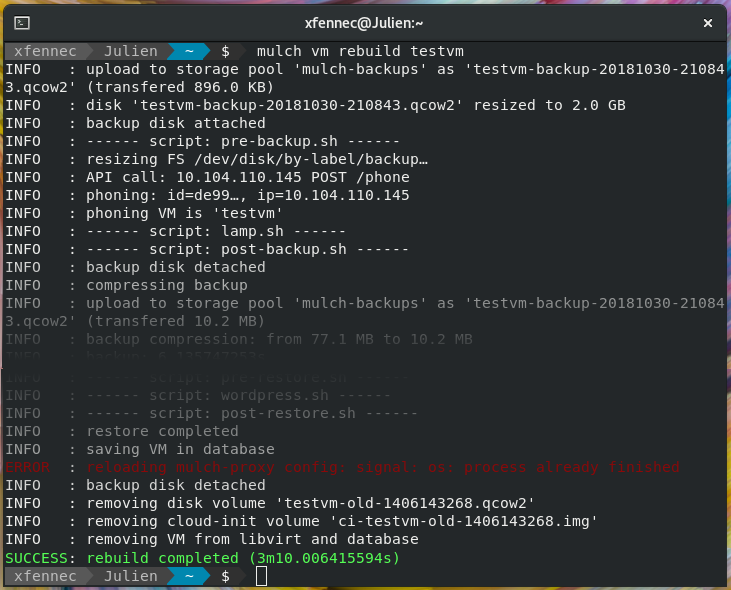 xfennec@Julien:~
xfennec Julien ~ $ mulch vm rebuild testvm
INFO : upload to storage pool 'mulch-backups' as 'testvm-backup-20181030-21084
3.qcow2' (transfered 896.0 KB)
INFO : disk 'testvm-backup-20181030-210843.qcow2' resized to 2.0 GB
INFO : backup disk attached
INFO : ------ script: pre-backup.sh ------
INFO : resizing FS /dev/disk/by-label/backup…
INFO : API call: 10.104.110.145 POST /phone
INFO : phoning: id=de99…, ip=10.104.110.145
INFO : phoning VM is 'testvm'
INFO : ------ script: lamp.sh ------
INFO : ------ script: post-backup.sh ------
INFO : backup disk detached
INFO : compressing backup
INFO : upload to storage pool 'mulch-backups' as 'testvm-backup-20181030-21084
3.qcow2' (transfered 10.2 MB)
INFO : backup compression: from 77.1 MB to 10.2 MB
INFO : backup:
INFO : ------ script: pre-restore.sh ------
INFO : ------ script: wordpress.sh ------
INFO : ------ script: post-restore.sh ------
INFO : restore completed
INFO : saving VM in database
ERROR : reloading mulch-proxy config: signal: os: process already finished
INFO : backup disk detached
INFO : removing disk volume 'testvm-old-1406143268.qcow2'
INFO : removing cloud-init volume 'ci-testvm-old-1406143268.img'
INFO : removing VM from libvirt and database
SUCCESS: rebuild completed (3m10.006415594s)
xfennec Julien ~ $